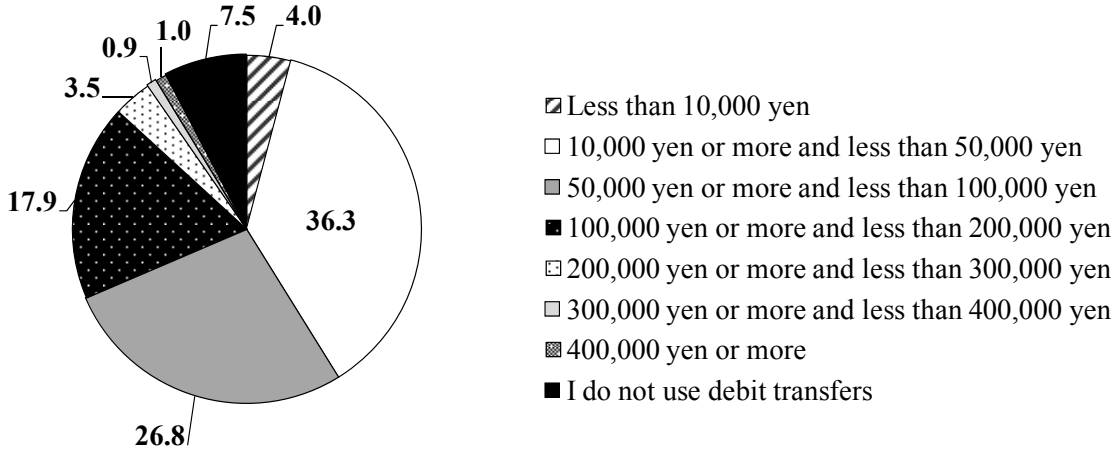 7.5
4.0
1.0
0.9
3.5
17.9
36.3
26.8
Less than 10,000 yen
10,000 yen or more and less than 50,000 yen
50,000 yen or more and less than 100,000 yen
100,000 yen or more and less than 200,000 yen
200,000 yen or more and less than 300,000 yen
300,000 yen or more and less than 400,000 yen
400,000 yen or more
I do not use debit transfers